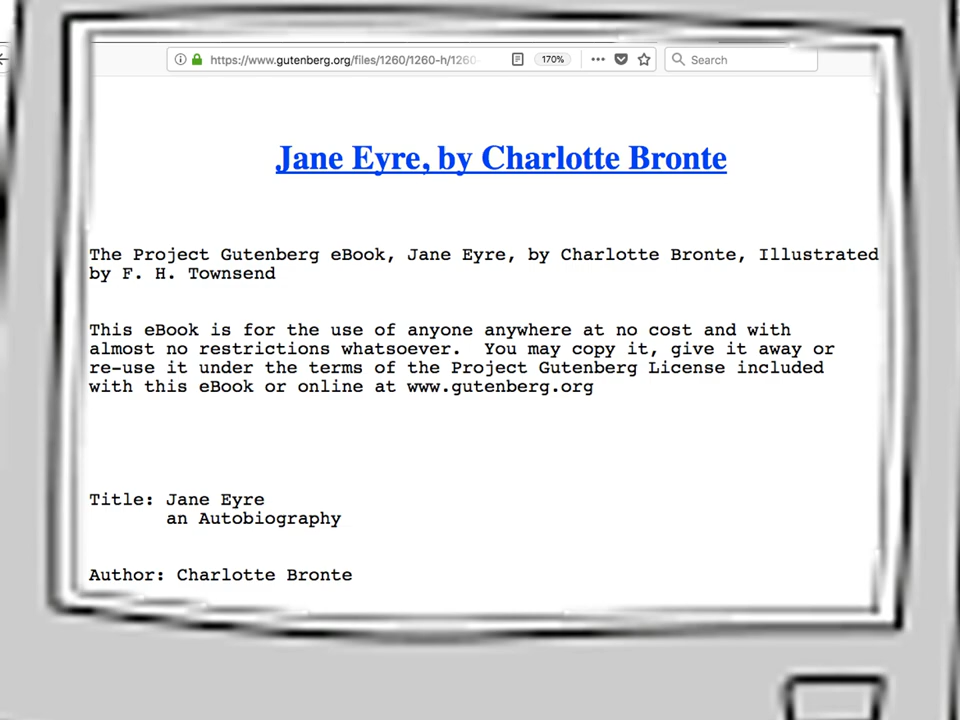 https://www.gutenberg.org/files/1260/1260-h/1260- 170% Search
Jane Eyre, by Charlotte Bronte
The Project Gutenberg eBook, Jane Eyre, by Charlotte Bronte, Illustrated
by F. H. Townsend
This eBook is for the use of anyone anywhere at no cost and with
almost no restrictions whatsoever.  You may copy it, give it away or
re-use it under the terms of the Project Gutenberg License included
with this eBook or online at www.gutenberg.org
Title: Jane Eyre
an Autobiography
Author: Charlotte Bronte